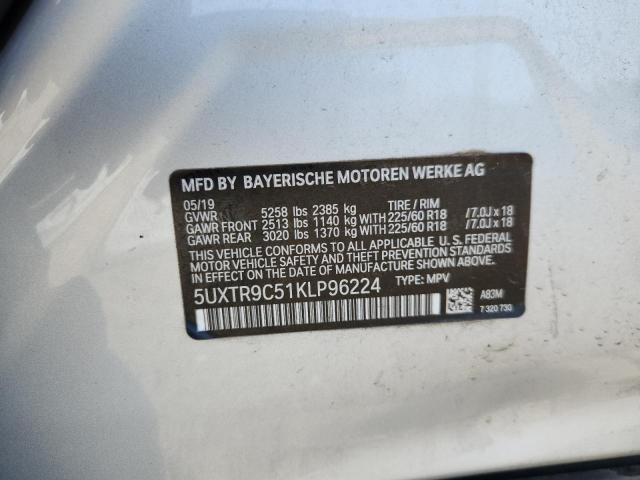 MFD BY BAYERISCHE MOTOREN WERKE AG
05/19 TIRE / RIM
GVWR 5258 lbs 2385 kg
GAWR FRONT 2513 lbs 1140 kg WITH 225/60 R18 /7.0J x 18
GAWR REAR 3020 lbs 1370 kg WITH 225/60 R18 /7.0J x 18
THIS VEHICLE CONFORMS TO ALL APPLICABLE U.S. FEDERAL
MOTOR VEHICLE SAFETY AND THEFT PREVENTION STANDARDS
IN EFFECT ON THE DATE OF MANUFACTURE SHOWN ABOVE.
5UXTR9C51KLP96224 TYPE: MPV
A83M
7 320 730